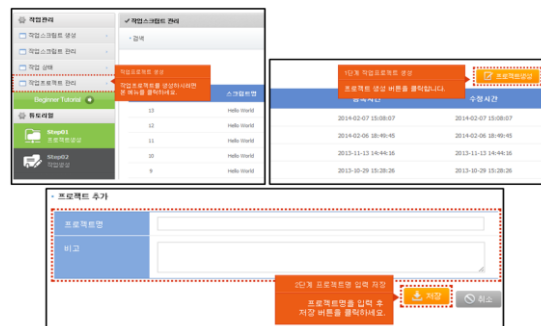 작업관리
작업스크립트 생성
작업스크립트 관리
작업 상태
작업프로젝트 관리
Beginner Tutorial
튜토리얼
Step01
프로젝트생성
Step02
작업생성
작업스크립트 관리
검색
작업프로젝트 생성
작업프로젝트를 생성하시려면
본 메뉴를 클릭하세요.
스크립트명
13 Hello World
12 Hello World
11 Hello World
10 Hello World
9 Hello World
1단계 작업프로젝트 생성
프로젝트 생성 버튼을 클릭합니다.
프로젝트생성
수정시간
2014-02-07 15:08:07 2014-02-07 15:08:07
2014-02-06 18:49:45 2014-02-06 18:49:45
2013-11-13 14:44:16 2013-11-13 14:44:16
2013-10-29 15:28:26 2013-10-29 15:28:26
프로젝트 추가
프로젝트명
비고
2단계 프로젝트명 입력 저장
프로젝트명을 입력 후
저장 버튼을 클릭하세요.
저장
취소